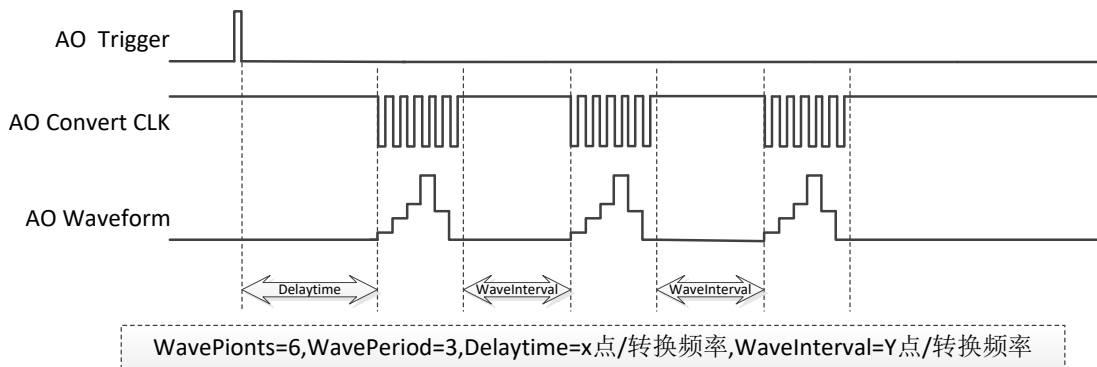 AO Trigger
AO Convert CLK
AO Waveform
Delaytime
WaveInterval
WaveInterval
WavePionts=6,WavePeriod=3,Delaytime=x点/转换频率,WaveInterval=Y点/转换频率